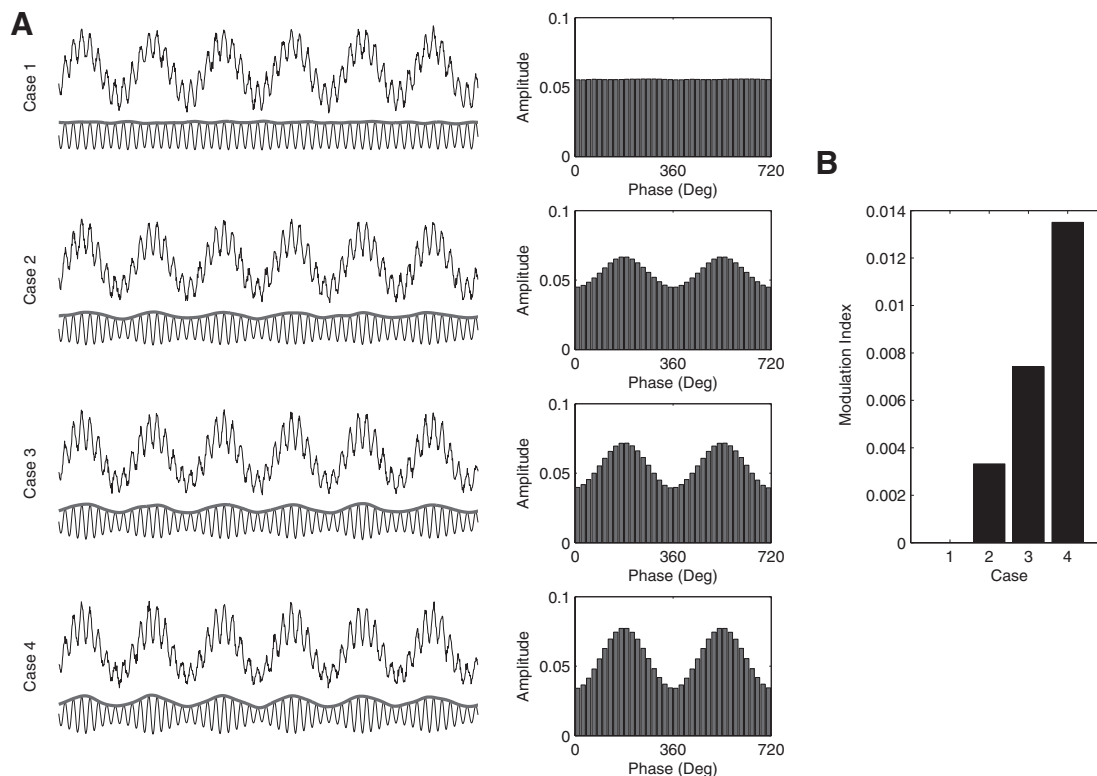 A
Case 1
0.1
0.05
0
Amplitude
0 360 720
Phase (Deg)
Case 2
0.1
0.05
0
Amplitude
0 360 720
Phase (Deg)
Case 3
0.1
0.05
0
Amplitude
0 360 720
Phase (Deg)
Case 4
0.1
0.05
0
Amplitude
0 360 720
Phase (Deg)
B
0.014
0.012
0.01
0.008
0.006
0.004
0.002
0
Modulation Index
1 2 3 4
Case